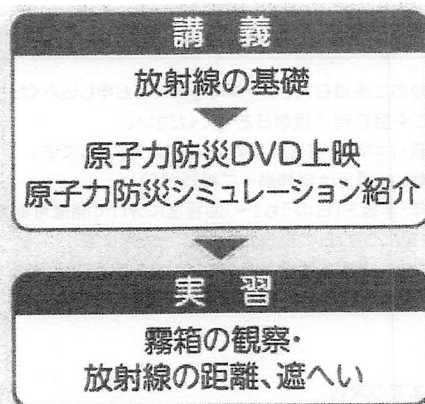 講義
放射線の基礎
原子力防災DVD上映
原子力防災シミュレーション紹介
実習
霧箱の観察・
放射線の距離、遮へい